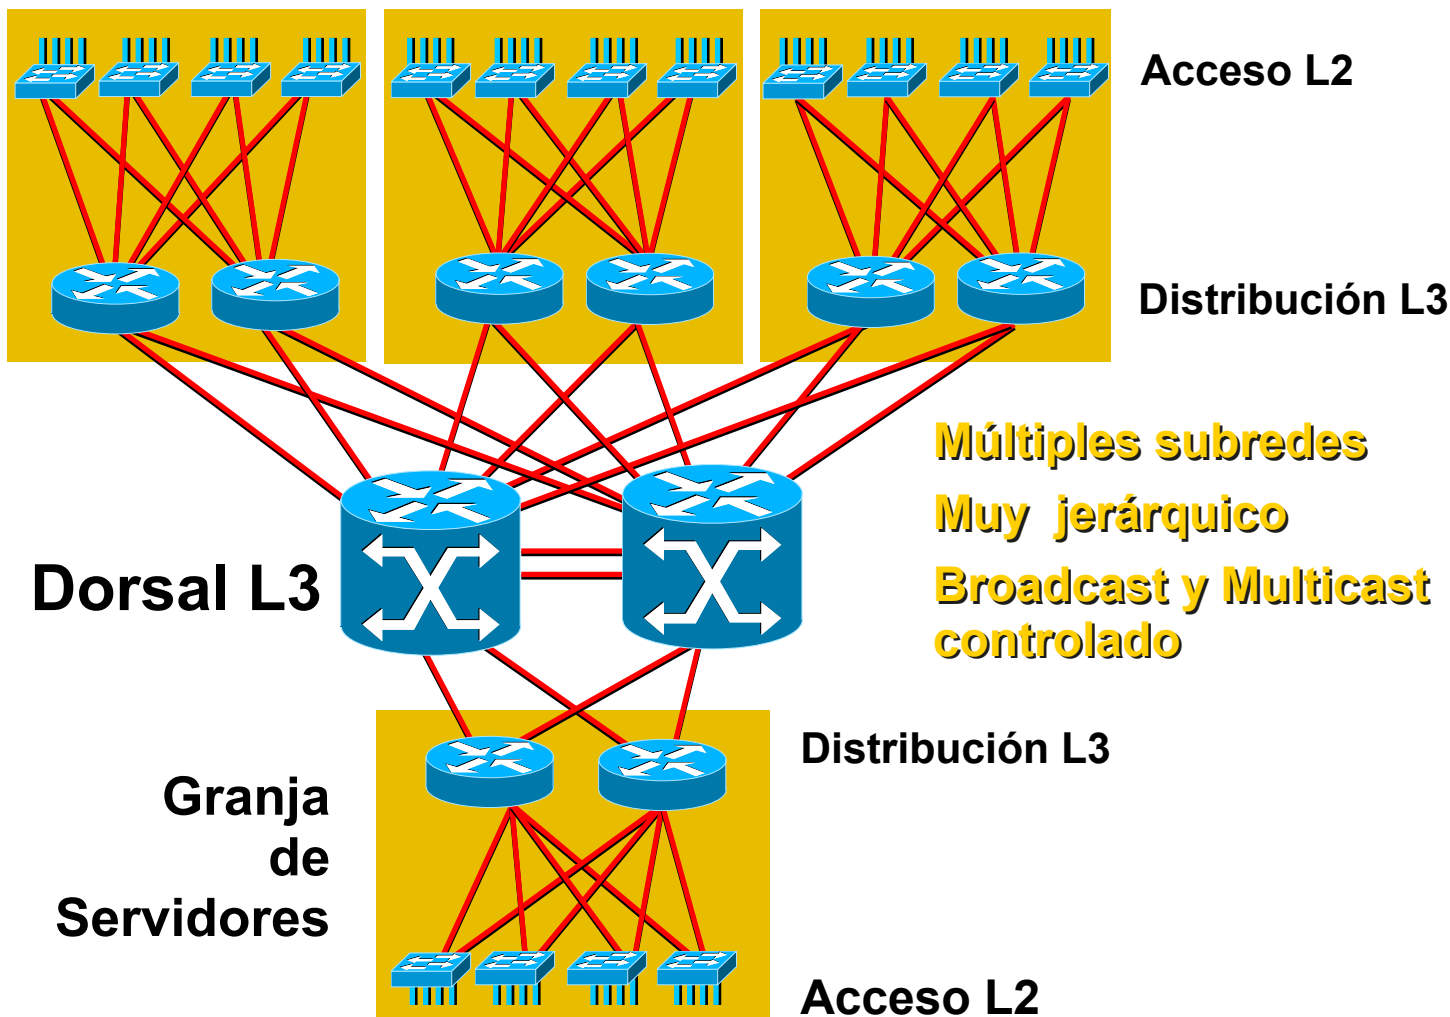 Acceso L2
Distribución L3
Múltiples subredes
Muy jerárquico
Broadcast y Multicast
controlado
Dorsal L3
Distribución L3
Granja
de
Servidores
Acceso L2